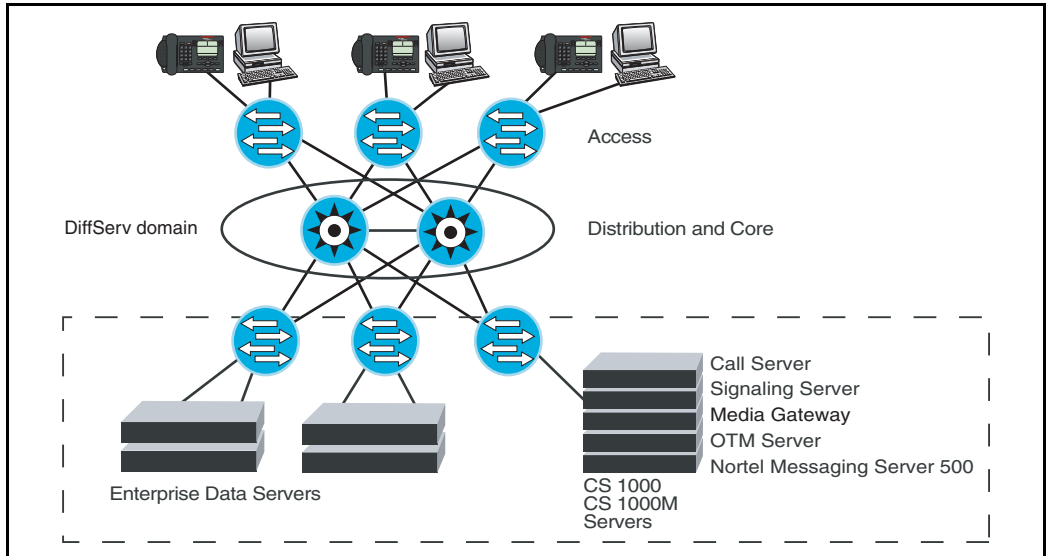 Access
DiffServ domain
Distribution and Core
Call Server
Signaling Server
Media Gateway
OTM Server
Nortel Messaging Server 500
Enterprise Data Servers
CS 1000
CS 1000M
Servers